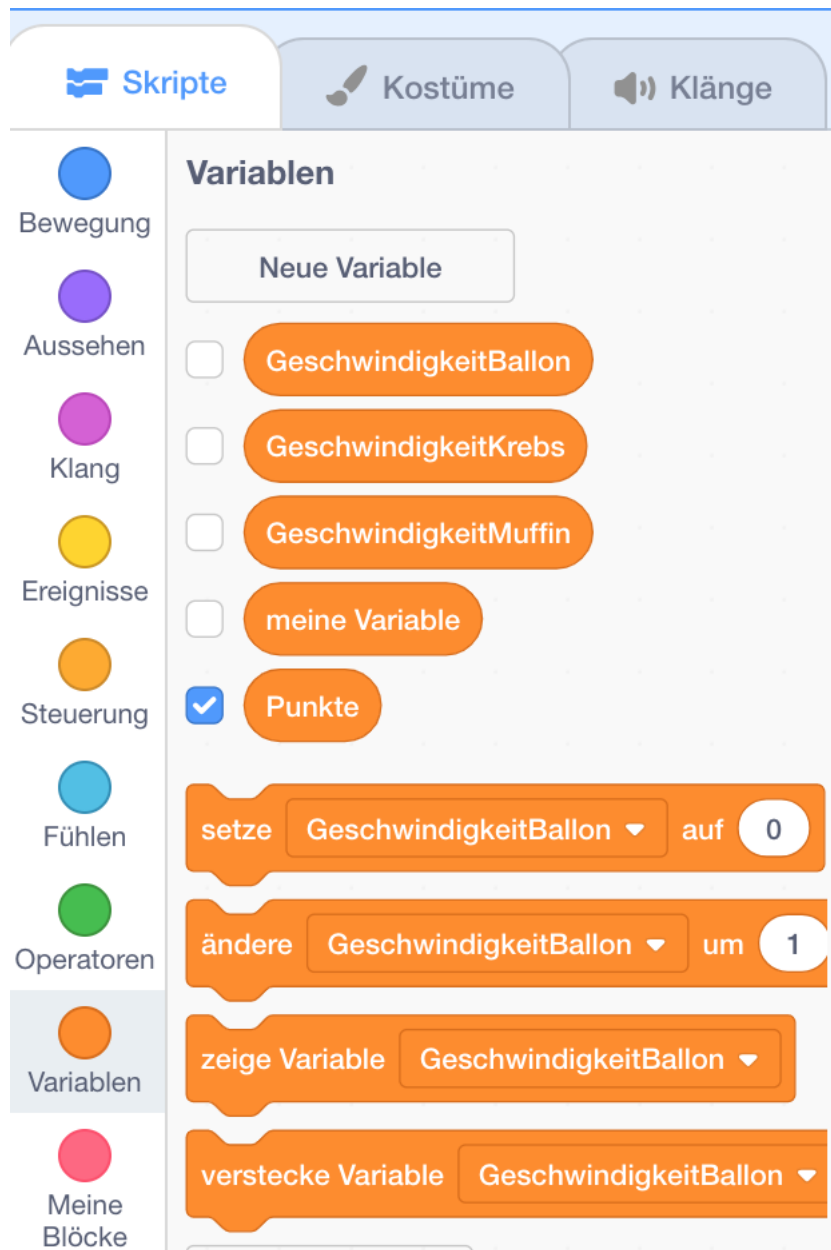 Skripte
Kostüme
Klänge
Bewegung
Aussehen
Klang
Ereignisse
Steuerung
Fühlen
Operatoren
Variablen
Meine
Blöcke
Variablen
Neue Variable
GeschwindigkeitBallon
GeschwindigkeitKrebs
GeschwindigkeitMuffin
meine Variable
Punkte
setze GeschwindigkeitBallon auf 0
ändere GeschwindigkeitBallon um 1
zeige Variable GeschwindigkeitBallon
verstecke Variable GeschwindigkeitBallon